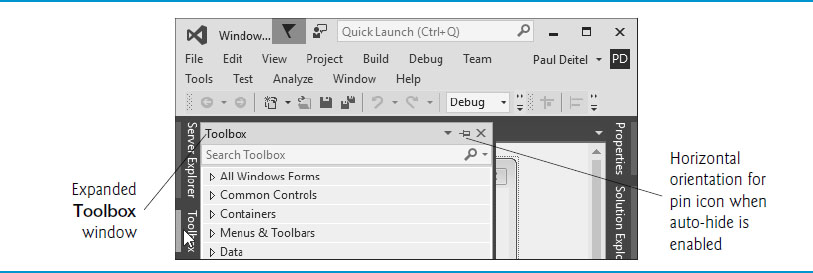 Window...
Quick Launch (Ctrl+Q)
File Edit View Project Build Debug Team
Paul Deitel PD
Tools Test Analyze Window Help
Debug
Server Explorer
Toolbox
Toolbox
Search Toolbox
All Windows Forms
Common Controls
Containers
Menus & Toolbars
Data
Properties
Solution Explo
Expanded
Toolbox
window
Horizontal
orientation for
pin icon when
auto-hide is
enabled